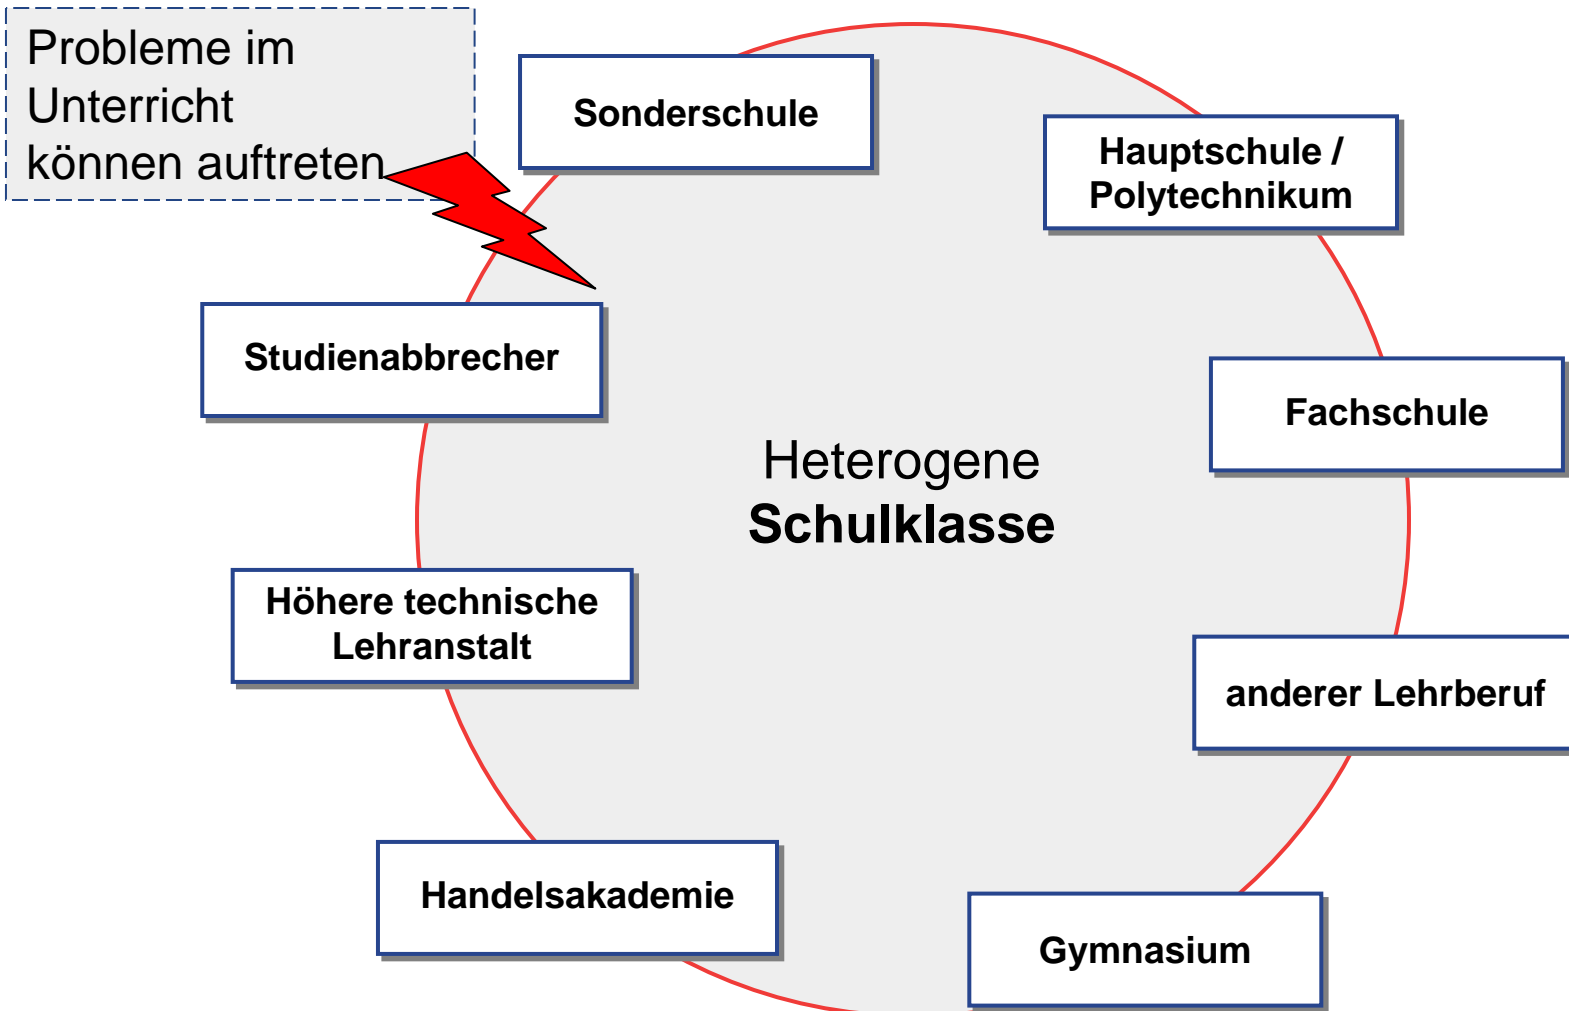 Probleme im
Unterricht
können auftreten
Sonderschule
Hauptschule /
Polytechnikum
Studienabbrecher
Fachschule
Heterogene
Schulklasse
Höhere technische
Lehranstalt
anderer Lehrberuf
Handelsakademie
Gymnasium